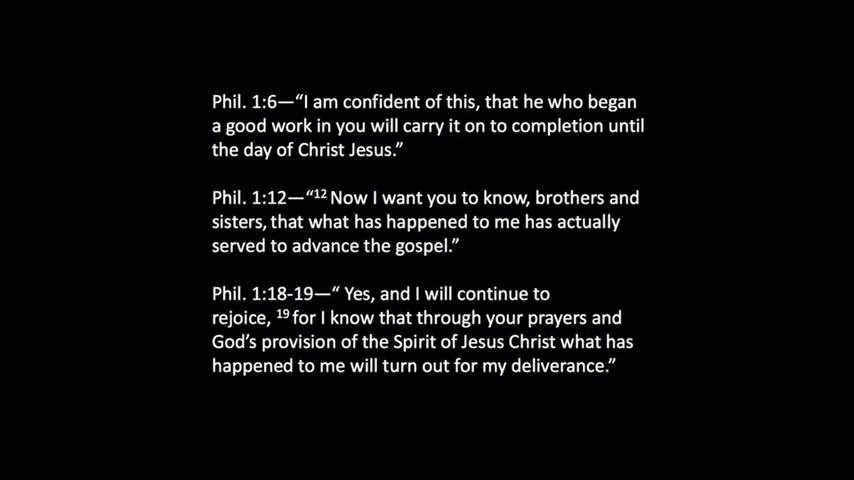 Phil. 1:6—“I am confident of this, that he who began
a good work in you will carry it on to completion until
the day of Christ Jesus.”
Phil. 1:12—“¹² Now I want you to know, brothers and
sisters, that what has happened to me has actually
served to advance the gospel.”
Phil. 1:18-19—“ Yes, and I will continue to
rejoice, ¹⁹ for I know that through your prayers and
God’s provision of the Spirit of Jesus Christ what has
happened to me will turn out for my deliverance.”